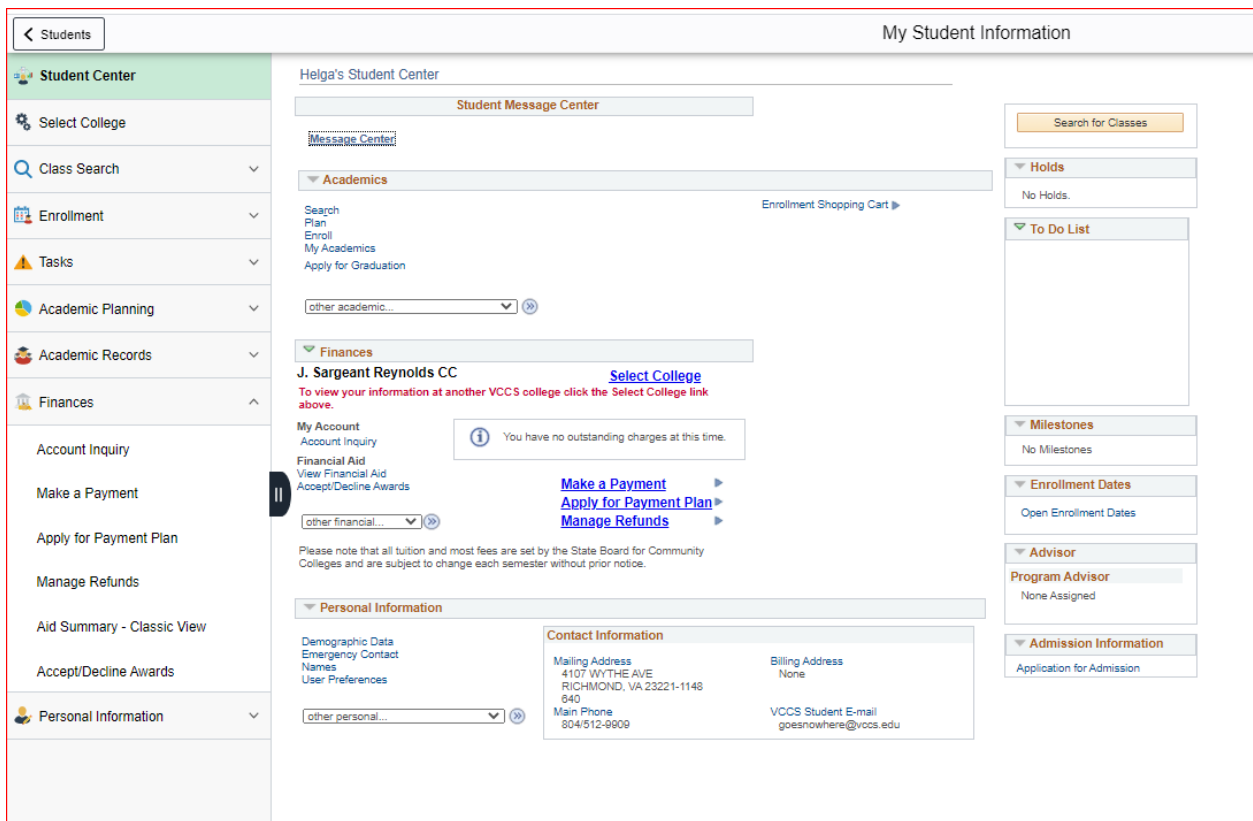 Students
My Student Information
Student Center
Select College
Class Search
Enrollment
Tasks
Academic Planning
Academic Records
Finances
Account Inquiry
Make a Payment
Apply for Payment Plan
Manage Refunds
Aid Summary - Classic View
Accept/Decline Awards
Personal Information
Helga's Student Center
Student Message Center
Message Center
Academics
Search
Plan
Enroll
My Academics
Apply for Graduation
Enrollment Shopping Cart
other academic...
Finances
J. Sargeant Reynolds CC
Select College
To view your information at another VCCS college click the Select College link
above.
My Account
Account Inquiry
Financial Aid
View Financial Aid
Accept/Decline Awards
You have no outstanding charges at this time.
Make a Payment
Apply for Payment Plan
Manage Refunds
other financial...
Please note that all tuition and most fees are set by the State Board for Community
Colleges and are subject to change each semester without prior notice.
Personal Information
Demographic Data
Emergency Contact
Names
User Preferences
other personal...
Contact Information
Mailing Address
4107 WYTHE AVE
RICHMOND, VA 23221-1148
640
Main Phone
804/512-9909
Billing Address
None
VCCS Student E-mail
goesnowhere@vccs.edu
Search for Classes
Holds
No Holds.
To Do List
Milestones
No Milestones
Enrollment Dates
Open Enrollment Dates
Advisor
Program Advisor
None Assigned
Admission Information
Application for Admission